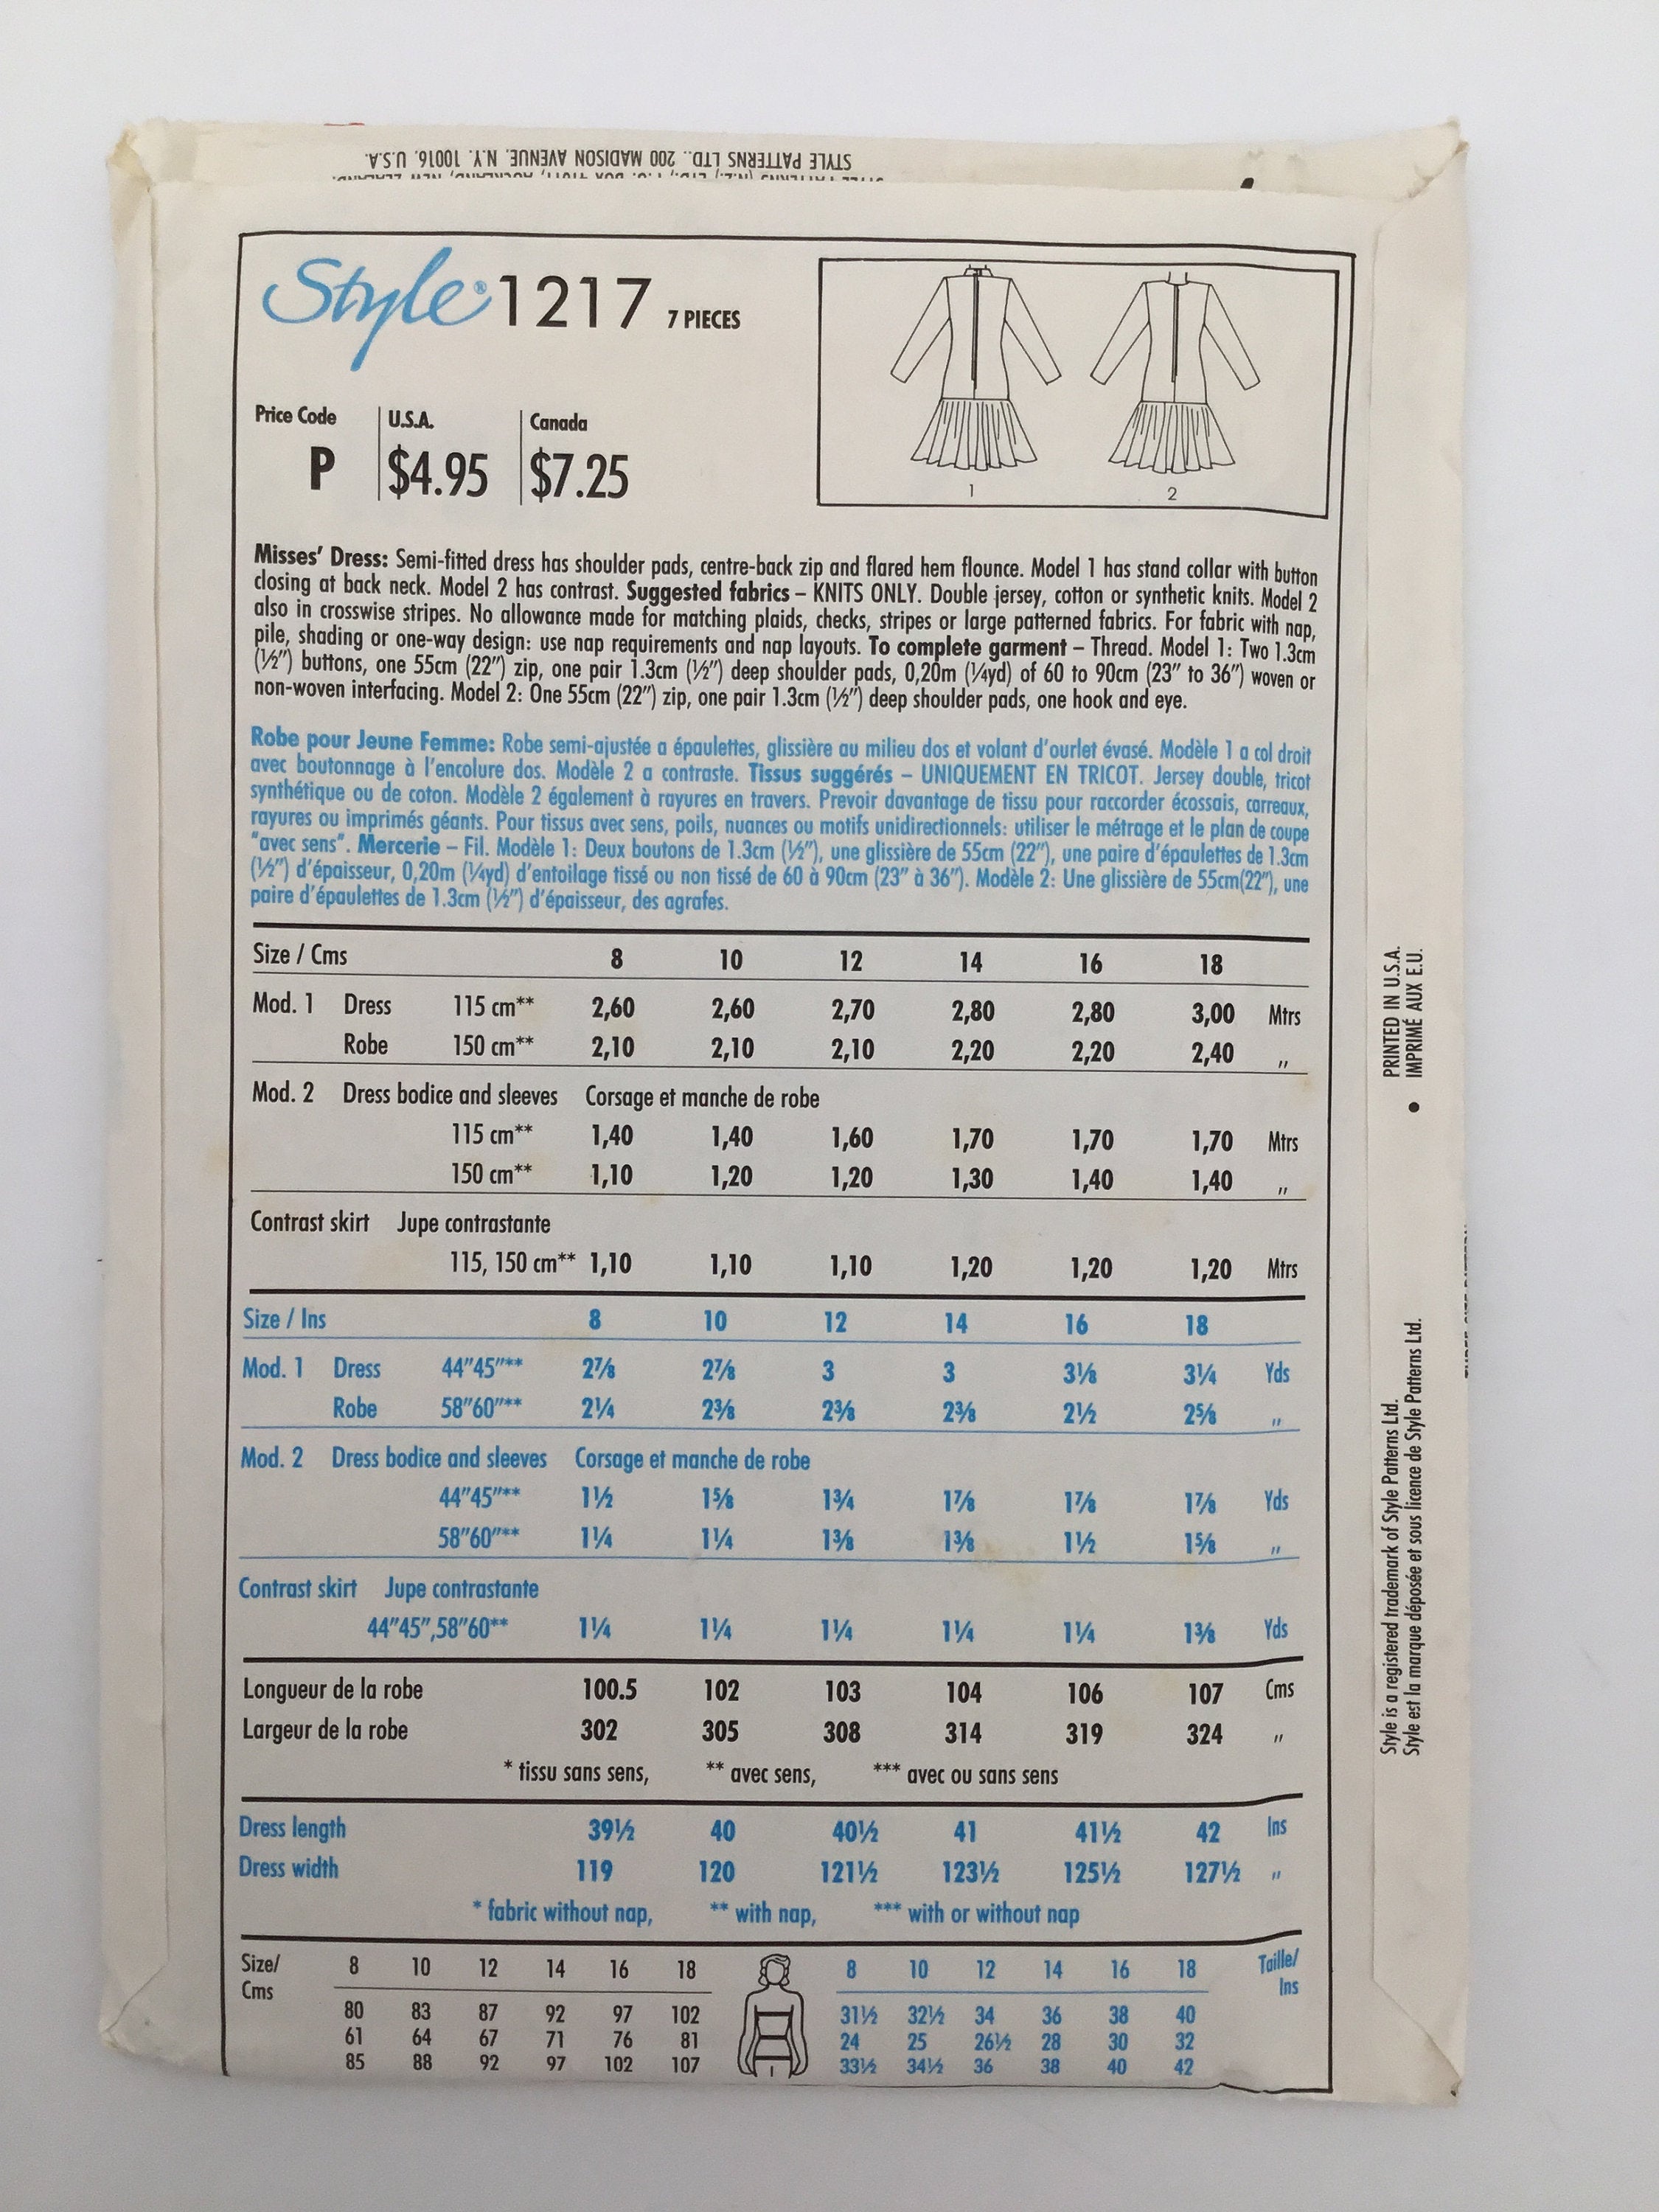 STYLE PATTERNS LTD., 200 MADISON AVENUE. N.Y. 10016. U.S.A.
Style® 1217 7 PIECES
Price Code U.S.A. Canada
P $4.95 $7.25
1 2
Misses' Dress: Semi-fitted dress has shoulder pads, centre-back zip and flared hem flounce. Model 1 has stand collar with button
closing at back neck. Model 2 has contrast. Suggested fabrics – KNITS ONLY. Double jersey, cotton or synthetic knits. Model 2
also in crosswise stripes. No allowance made for matching plaids, checks, stripes or large patterned fabrics. For fabric with nap,
pile, shading or one-way design: use nap requirements and nap layouts. To complete garment – Thread. Model 1: Two 1.3cm
(½") buttons, one 55cm (22") zip, one pair 1.3cm (½") deep shoulder pads, 0,20m (¼yd) of 60 to 90cm (23" to 36") woven or
non-woven interfacing. Model 2: One 55cm (22") zip, one pair 1.3cm (½") deep shoulder pads, one hook and eye.
Robe pour Jeune Femme: Robe semi-ajustée a épaulettes, glissière au milieu dos et volant d'ourlet évasé. Modèle 1 a col droit
avec boutonnage à l'encolure dos. Modèle 2 a contraste. Tissus suggérés – UNIQUEMENT EN TRICOT. Jersey double, tricot
synthétique ou de coton. Modèle 2 également à rayures en travers. Prevoir davantage de tissu pour raccorder écossais, carreaux,
rayures ou imprimés géants. Pour tissus avec sens, poils, nuances ou motifs unidirectionnels: utiliser le métrage et le plan de coupe
"avec sens". Mercerie – Fil. Modèle 1: Deux boutons de 1.3cm (½"), une glissière de 55cm (22"), une paire d'épaulettes de 1.3cm
(½") d'épaisseur, 0,20m (¼yd) d'entoilage tissé ou non tissé de 60 à 90cm (23" à 36"). Modèle 2: Une glissière de 55cm(22"), une
paire d'épaulettes de 1.3cm (½") d'épaisseur, des agrafes.
Size / Cms 8 10 12 14 16 18
Mod. 1 Dress 115 cm** 2,60 2,60 2,70 2,80 2,80 3,00 Mtrs
Robe 150 cm** 2,10 2,10 2,10 2,20 2,20 2,40 "
Mod. 2 Dress bodice and sleeves Corsage et manche de robe
115 cm** 1,40 1,40 1,60 1,70 1,70 1,70 Mtrs
150 cm** 1,10 1,20 1,20 1,30 1,40 1,40 "
Contrast skirt Jupe contrastante
115, 150 cm** 1,10 1,10 1,10 1,20 1,20 1,20 Mtrs
Size / Ins 8 10 12 14 16 18
Mod. 1 Dress 44"45"** 2⅞ 2⅞ 3 3 3⅛ 3¼ Yds
Robe 58"60"** 2¼ 2⅜ 2⅜ 2⅜ 2½ 2⅝ "
Mod. 2 Dress bodice and sleeves Corsage et manche de robe
44"45"** 1½ 1⅝ 1¾ 1⅞ 1⅞ 1⅞ Yds
58"60"** 1¼ 1¼ 1⅜ 1⅜ 1½ 1⅝ "
Contrast skirt Jupe contrastante
44"45",58"60** 1¼ 1¼ 1¼ 1¼ 1¼ 1⅜ Yds
Longueur de la robe 100.5 102 103 104 106 107 Cms
Largeur de la robe 302 305 308 314 319 324 "
* tissu sans sens, ** avec sens, *** avec ou sans sens
Dress length 39½ 40 40½ 41 41½ 42 Ins
Dress width 119 120 121½ 123½ 125½ 127½ "
* fabric without nap, ** with nap, *** with or without nap
Size/ 8 10 12 14 16 18 8 10 12 14 16 18 Taille/
Cms Ins
80 83 87 92 97 102 31½ 32½ 34 36 38 40
61 64 67 71 76 81 24 25 26½ 28 30 32
85 88 92 97 102 107 33½ 34½ 36 38 40 42
Style is a registered trademark of Style Patterns Ltd. PRINTED IN U.S.A.
Style est la marque déposée et sous licence de Style Patterns Ltd. • IMPRIMÉ AUX E.U.